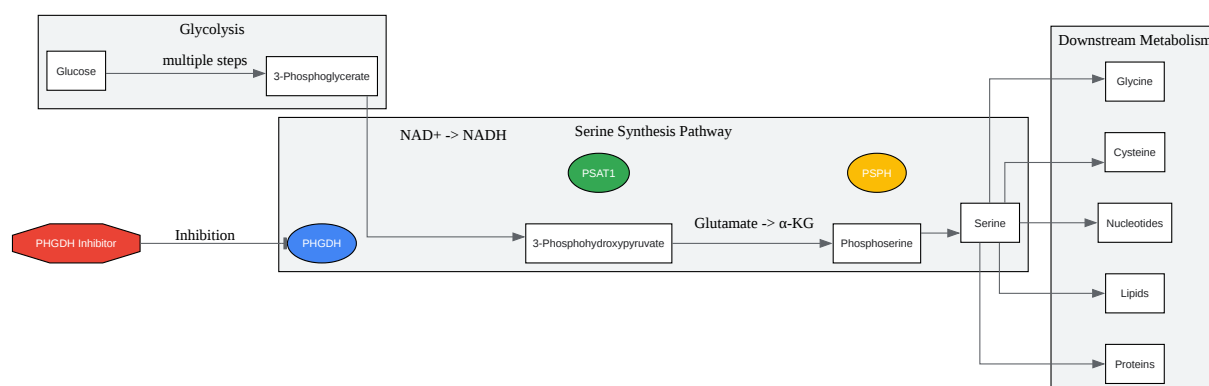 Glycolysis
Glucose
multiple steps
3-Phosphoglycerate
Serine Synthesis Pathway
NAD+ -> NADH
PSAT1
PSPH
PHGDH Inhibitor
Inhibition
PHGDH
3-Phosphohydroxypyruvate
Glutamate -> α-KG
Phosphoserine
Serine
Downstream Metabolism
Glycine
Cysteine
Nucleotides
Lipids
Proteins